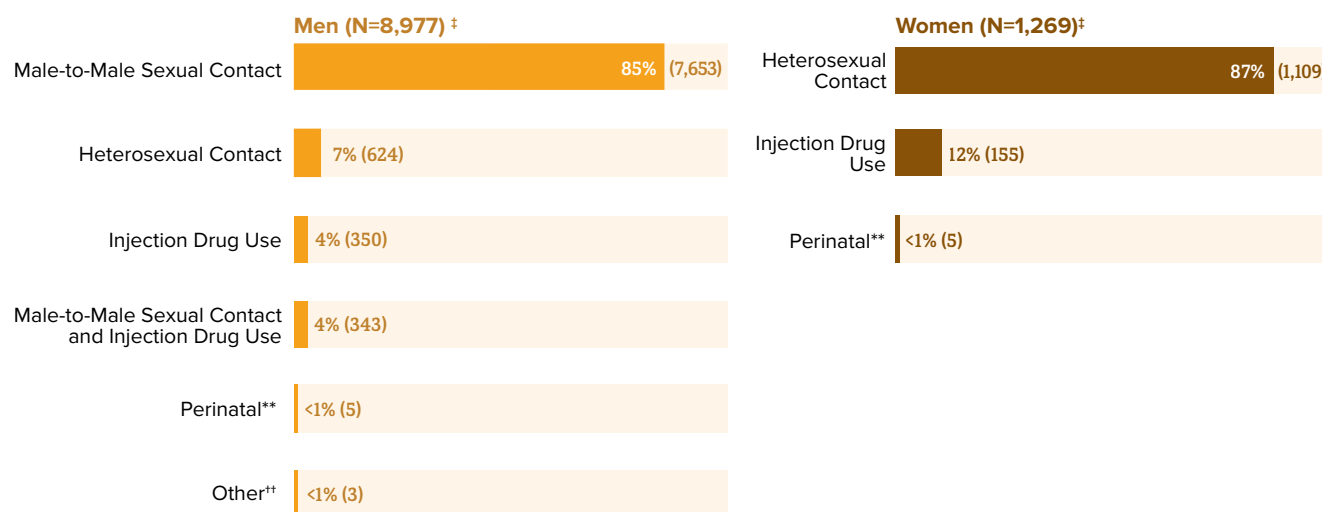 Men (N=8,977) ‡
Male-to-Male Sexual Contact
85% (7,653)
Heterosexual Contact
7% (624)
Injection Drug Use
4% (350)
Male-to-Male Sexual Contact
and Injection Drug Use
4% (343)
Perinatal**
<1% (5)
Other††
<1% (3)
Women (N=1,269)‡
Heterosexual
Contact
87% (1,109
Injection Drug
Use
12% (155)
Perinatal**
<1% (5)